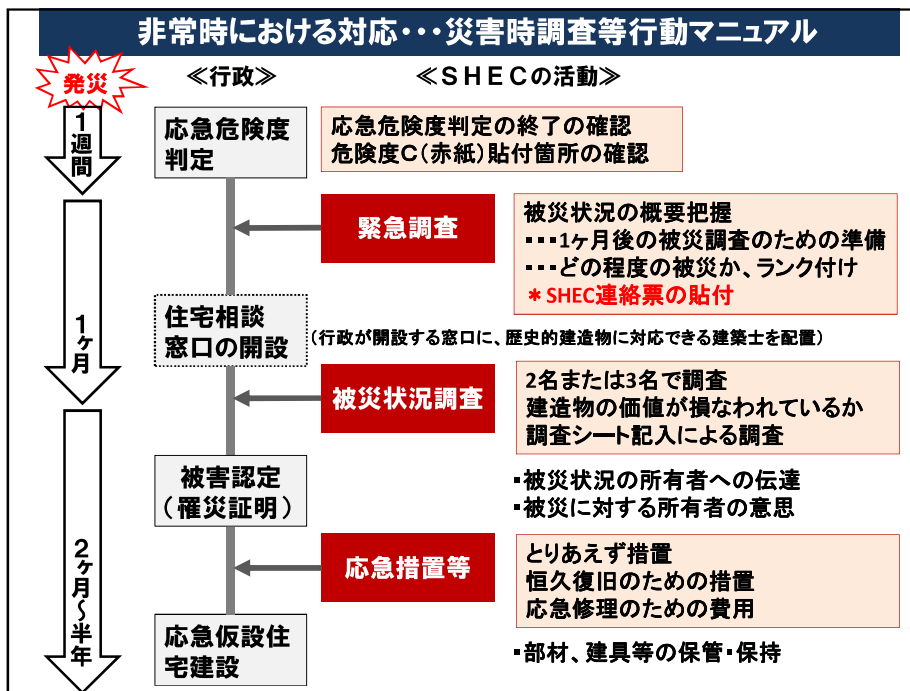 非常時における対応・・・災害時調査等行動マニュアル
発災
≪行政≫
≪SHECの活動≫
1週間
応急危険度
判定
応急危険度判定の終了の確認
危険度C(赤紙)貼付箇所の確認
1ヶ月
緊急調査
被災状況の概要把握
・・・1ヶ月後の被災調査のための準備
・・・どの程度の被災か、ランク付け
＊SHEC連絡票の貼付
住宅相談
窓口の開設
(行政が開設する窓口に、歴史的建造物に対応できる建築士を配置)
被災状況調査
2名または3名で調査
建造物の価値が損なわれているか
調査シート記入による調査
2ヶ月～半年
被害認定
(罹災証明)
・被災状況の所有者への伝達
・被災に対する所有者の意思
応急措置等
とりあえず措置
恒久復旧のための措置
応急修理のための費用
応急仮設住
宅建設
・部材、建具等の保管・保持